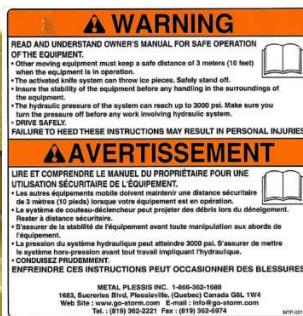 WARNING
READ AND UNDERSTAND OWNER'S MANUAL FOR SAFE OPERATION
OF THE EQUIPMENT.
• Other moving equipment must keep a safe distance of 3 meters (10 feet)
when the equipment is in operation.
• The activated knife system can throw ice pieces. Safely stand off.
• Insure the stability of the equipment before any handling in the surroundings of
the equipment.
• The hydraulic pressure of the system can reach up to 3000 psi. Make sure you
turn the pressure off before any work involving hydraulic system.
• DRIVE SAFELY.
FAILURE TO HEED THESE INSTRUCTIONS MAY RESULT IN PERSONAL INJURIES
AVERTISSEMENT
LIRE ET COMPRENDRE LE MANUEL DU PROPRIÉTAIRE POUR UNE
UTILISATION SÉCURITAIRE DE L'ÉQUIPEMENT.
• Les autres équipements mobile doivent maintenir une distance sécuritaire
de 3 mètres (10 pieds) lorsque votre équipement est en opération.
• Le système de couteau-déclencheur peut projeter des débris lors du déneigement.
Rester à distance sécuritaire.
• S'assurer de la stabilité de l'équipement avant toute manipulation aux abords de
l'équipement.
• La pression du système hydraulique peut atteindre 3000 psi. S'assurer de mettre
le système hors-pression avant tout travail impliquant l'hydraulique.
• CONDUISEZ PRUDEMMENT.
ENFREINDRE CES INSTRUCTIONS PEUT OCCASIONNER DES BLESSURES
METAL PLESSIS INC. 1-866-362-1688
1683, Sucreries Blvd, Plessisville, (Quebec) Canada G6L 1W4
Web Site : www.go-storm.com E-mail : info@go-storm.com
Tel. : (819) 362-2221 Fax : (819) 362-6974